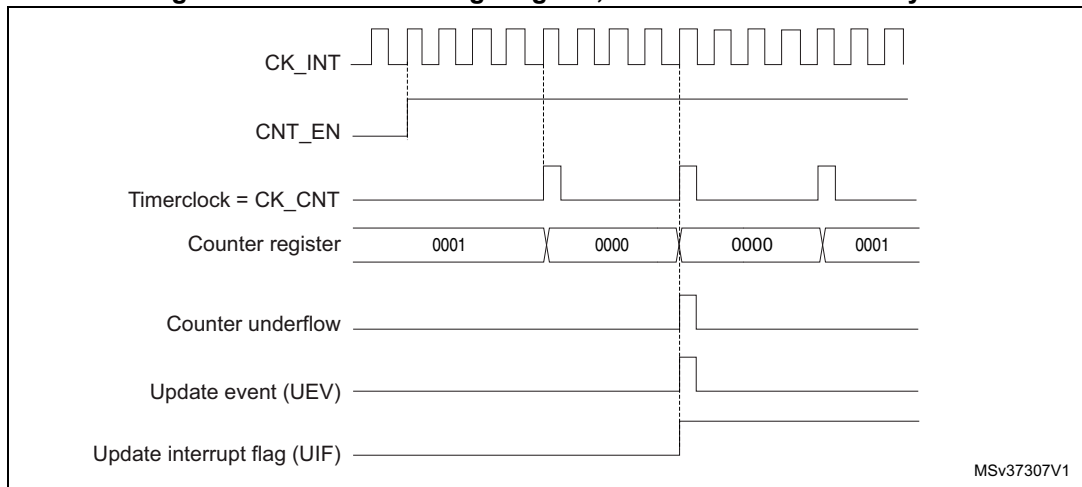 CK_INT
CNT_EN
Timerclock = CK_CNT
Counter register
0001 0000 0000 0001
Counter underflow
Update event (UEV)
Update interrupt flag (UIF)
MSv37307V1